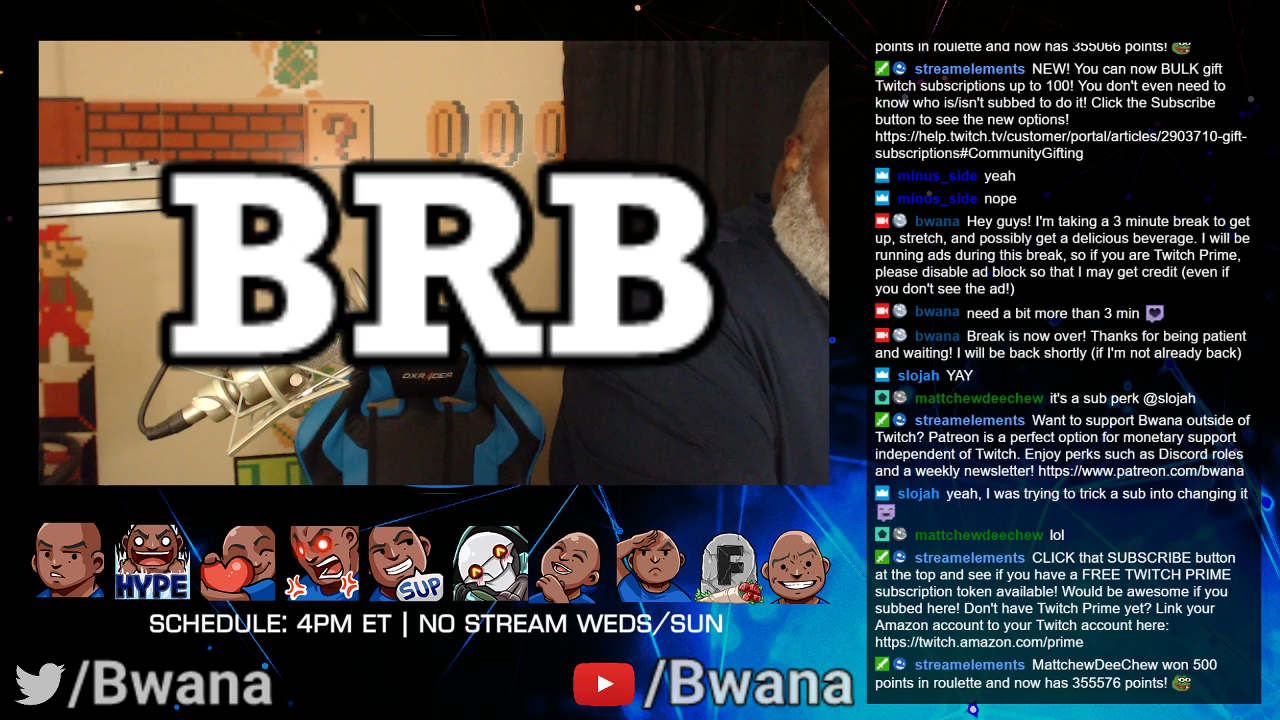 BRB
DXRACER
HYPE
SUP
F
SCHEDULE: 4PM ET | NO STREAM WEDS/SUN
/Bwana
/Bwana
points in roulette and now has 355066 points!
streamelements NEW! You can now BULK gift
Twitch subscriptions up to 100! You don't even need to
know who is/isn't subbed to do it! Click the Subscribe
button to see the new options!
https://help.twitch.tv/customer/portal/articles/2903710-gift-
subscriptions#CommunityGifting
minus_side yeah
minus_side nope
bwana Hey guys! I'm taking a 3 minute break to get
up, stretch, and possibly get a delicious beverage. I will be
running ads during this break, so if you are Twitch Prime,
please disable ad block so that I may get credit (even if
you don't see the ad!)
bwana need a bit more than 3 min
bwana Break is now over! Thanks for being patient
and waiting! I will be back shortly (if I'm not already back)
slojah YAY
mattchewdeechew it's a sub perk @slojah
streamelements Want to support Bwana outside of
Twitch? Patreon is a perfect option for monetary support
independent of Twitch. Enjoy perks such as Discord roles
and a weekly newsletter! https://www.patreon.com/bwana
slojah yeah, I was trying to trick a sub into changing it
mattchewdeechew lol
streamelements CLICK that SUBSCRIBE button
at the top and see if you have a FREE TWITCH PRIME
subscription token available! Would be awesome if you
subbed here! Don't have Twitch Prime yet? Link your
Amazon account to your Twitch account here:
https://twitch.amazon.com/prime
streamelements MattchewDeeChew won 500
points in roulette and now has 355576 points!